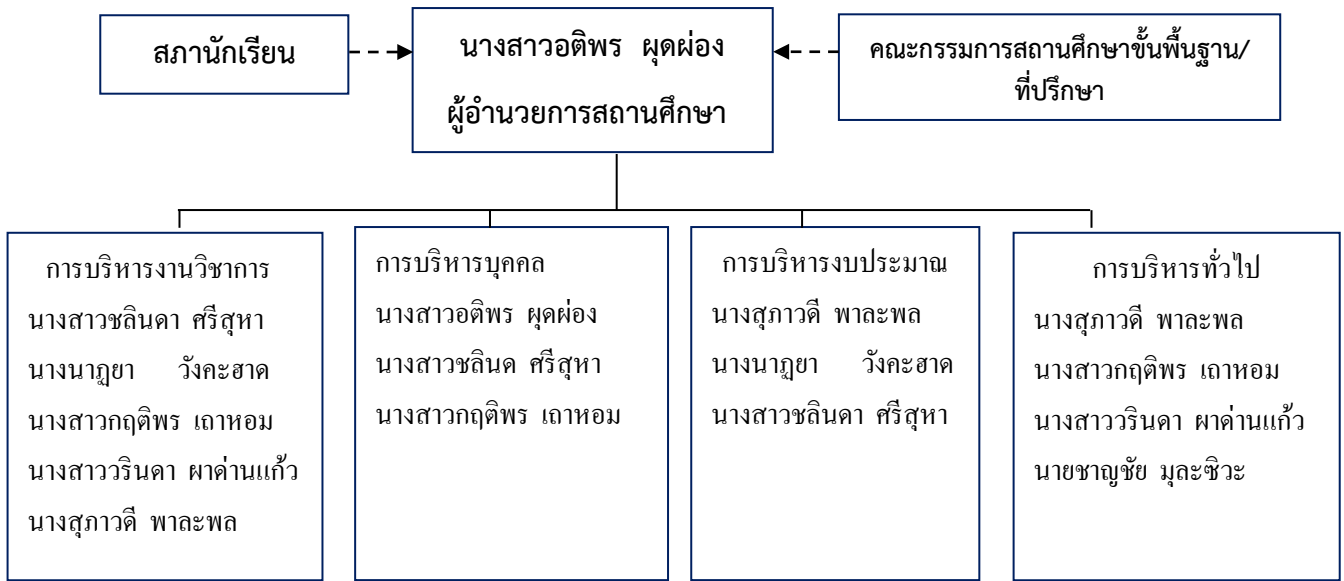 สภานักเรียน
นางสาวอติพร ผุดผ่อง
ผู้อำนวยการสถานศึกษา
คณะกรรมการสถานศึกษาขั้นพื้นฐาน/
ที่ปรึกษา
การบริหารงานวิชาการ
นางสาวชลินดา ศรีสุหา
นางนาฏยา วังคะฮาด
นางสาวกฤติพร เถาหอม
นางสาววรินดา ผาด่านแก้ว
นางสุภาวดี พาละพล
การบริหารบุคคล
นางสาวอติพร ผุดผ่อง
นางสาวชลินด ศรีสุหา
นางสาวกฤติพร เถาหอม
การบริหารงบประมาณ
นางสุภาวดี พาละพล
นางนาฏยา วังคะฮาด
นางสาวชลินดา ศรีสุหา
การบริหารทั่วไป
นางสุภาวดี พาละพล
นางสาวกฤติพร เถาหอม
นางสาววรินดา ผาด่านแก้ว
นายชาญชัย มุละซิวะ